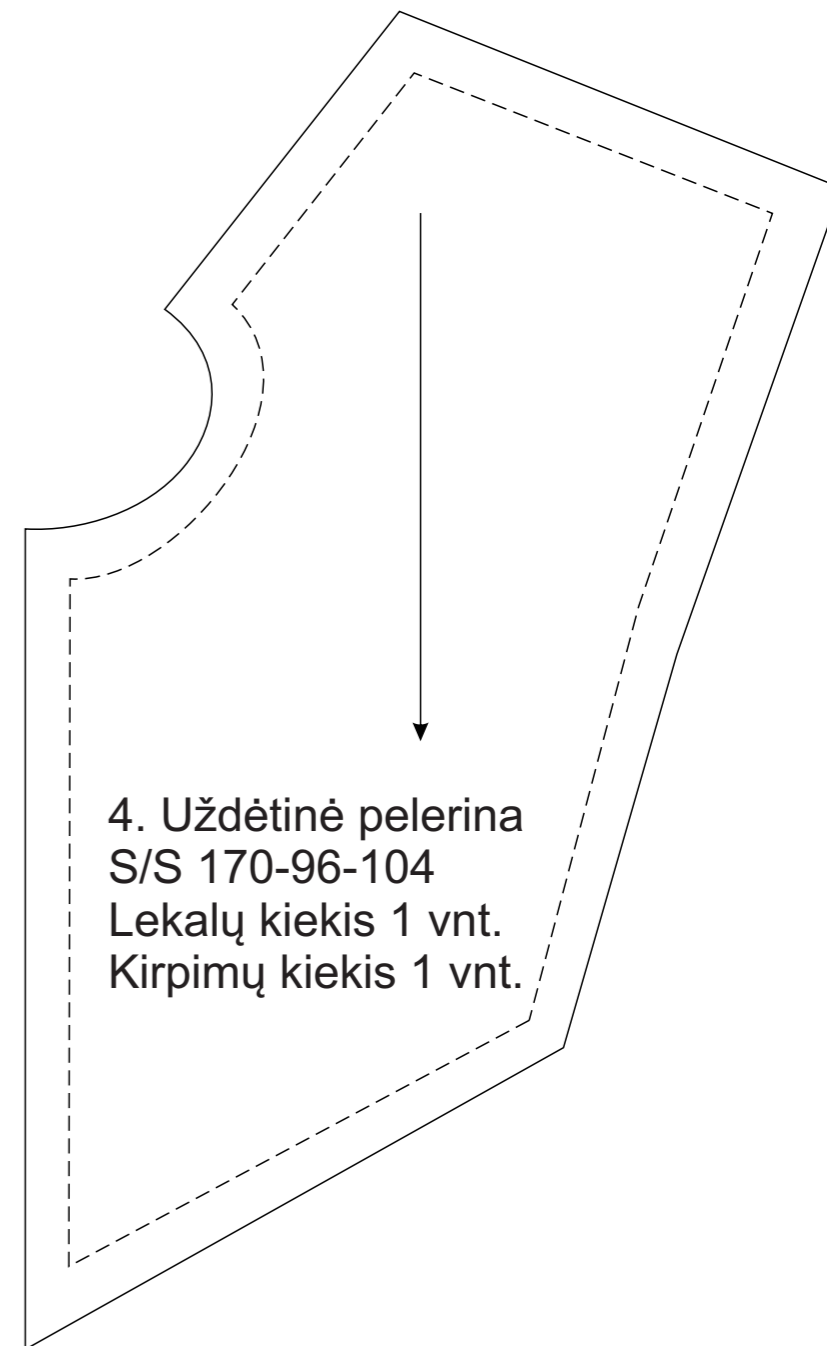 4. Uždėtinė pelerina
S/S 170-96-104
Lekalų kiekis 1 vnt.
Kirpimų kiekis 1 vnt.